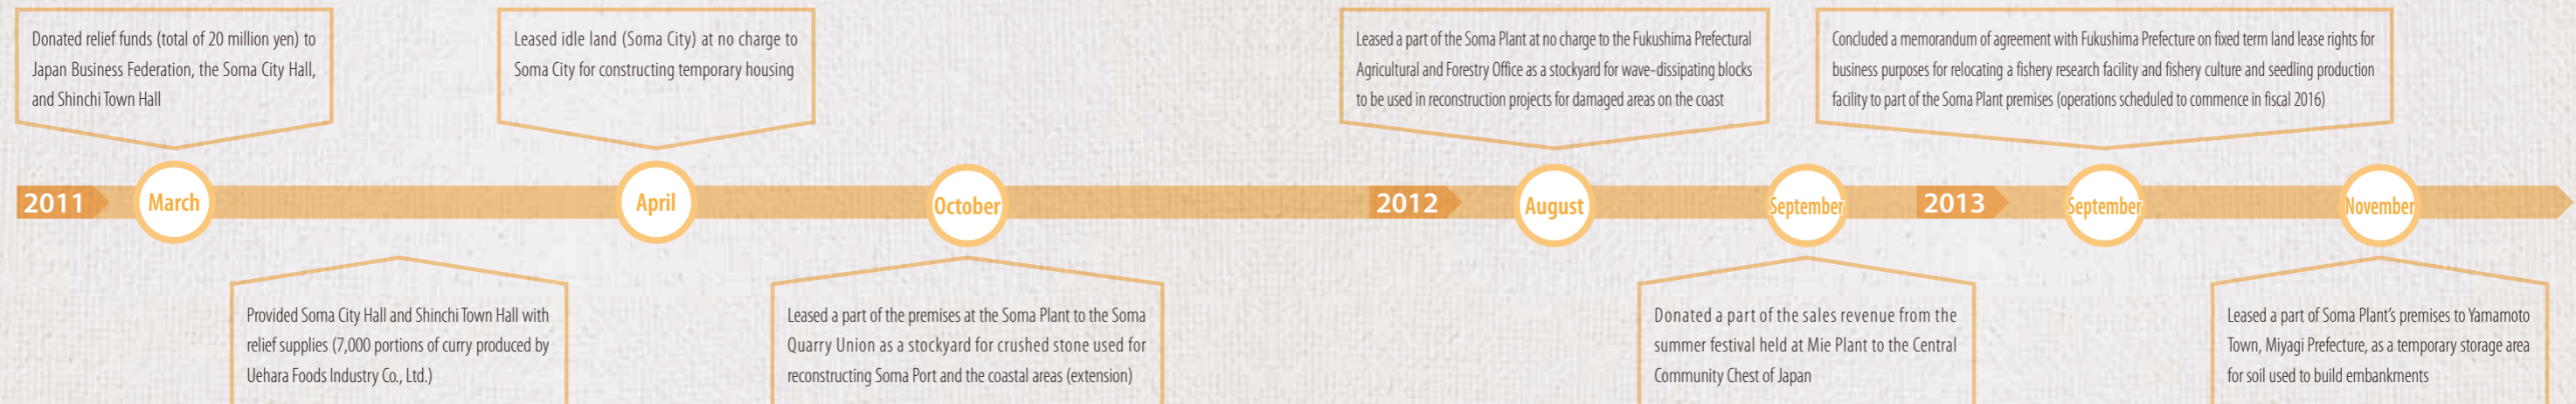 Donated relief funds (total of 20 million yen) to
Japan Business Federation, the Soma City Hall,
and Shinchi Town Hall
Leased idle land (Soma City) at no charge to
Soma City for constructing temporary housing
Leased a part of the Soma Plant at no charge to the Fukushima Prefectural
Agricultural and Forestry Office as a stockyard for wave-dissipating blocks
to be used in reconstruction projects for damaged areas on the coast
Concluded a memorandum of agreement with Fukushima Prefecture on fixed term land lease rights for
business purposes for relocating a fishery research facility and fishery culture and seedling production
facility to part of the Soma Plant premises (operations scheduled to commence in fiscal 2016)
2011
March
April
October
2012
August
September
2013
September
November
Provided Soma City Hall and Shinchi Town Hall with
relief supplies (7,000 portions of curry produced by
Uehara Foods Industry Co., Ltd.)
Leased a part of the premises at the Soma Plant to the Soma
Quarry Union as a stockyard for crushed stone used for
reconstructing Soma Port and the coastal areas (extension)
Donated a part of the sales revenue from the
summer festival held at Mie Plant to the Central
Community Chest of Japan
Leased a part of Soma Plant's premises to Yamamoto
Town, Miyagi Prefecture, as a temporary storage area
for soil used to build embankments